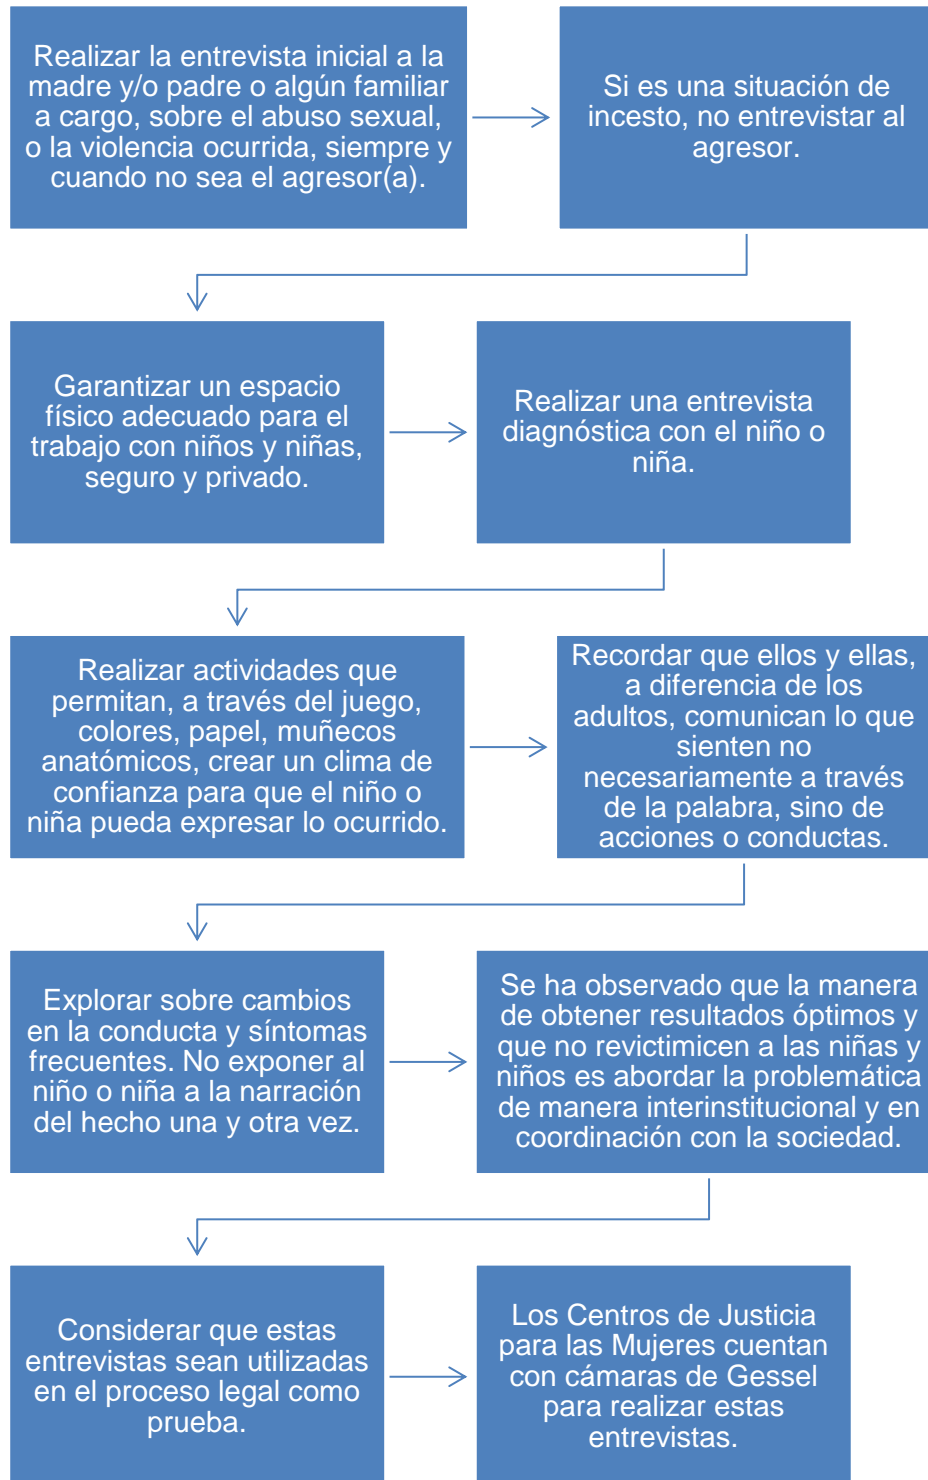 Realizar la entrevista inicial a la
madre y/o padre o algún familiar
a cargo, sobre el abuso sexual,
o la violencia ocurrida, siempre y
cuando no sea el agresor(a).
Si es una situación de
incesto, no entrevistar al
agresor.
Garantizar un espacio
físico adecuado para el
trabajo con niños y niñas,
seguro y privado.
Realizar una entrevista
diagnóstica con el niño o
niña.
Realizar actividades que
permitan, a través del juego,
colores, papel, muñecos
anatómicos, crear un clima de
confianza para que el niño o
niña pueda expresar lo ocurrido.
Recordar que ellos y ellas,
a diferencia de los
adultos, comunican lo que
sienten no
necesariamente a través
de la palabra, sino de
acciones o conductas.
Explorar sobre cambios
en la conducta y síntomas
frecuentes. No exponer al
niño o niña a la narración
del hecho una y otra vez.
Se ha observado que la manera
de obtener resultados óptimos y
que no revictimicen a las niñas y
niños es abordar la problemática
de manera interinstitucional y en
coordinación con la sociedad.
Considerar que estas
entrevistas sean utilizadas
en el proceso legal como
prueba.
Los Centros de Justicia
para las Mujeres cuentan
con cámaras de Gessel
para realizar estas
entrevistas.